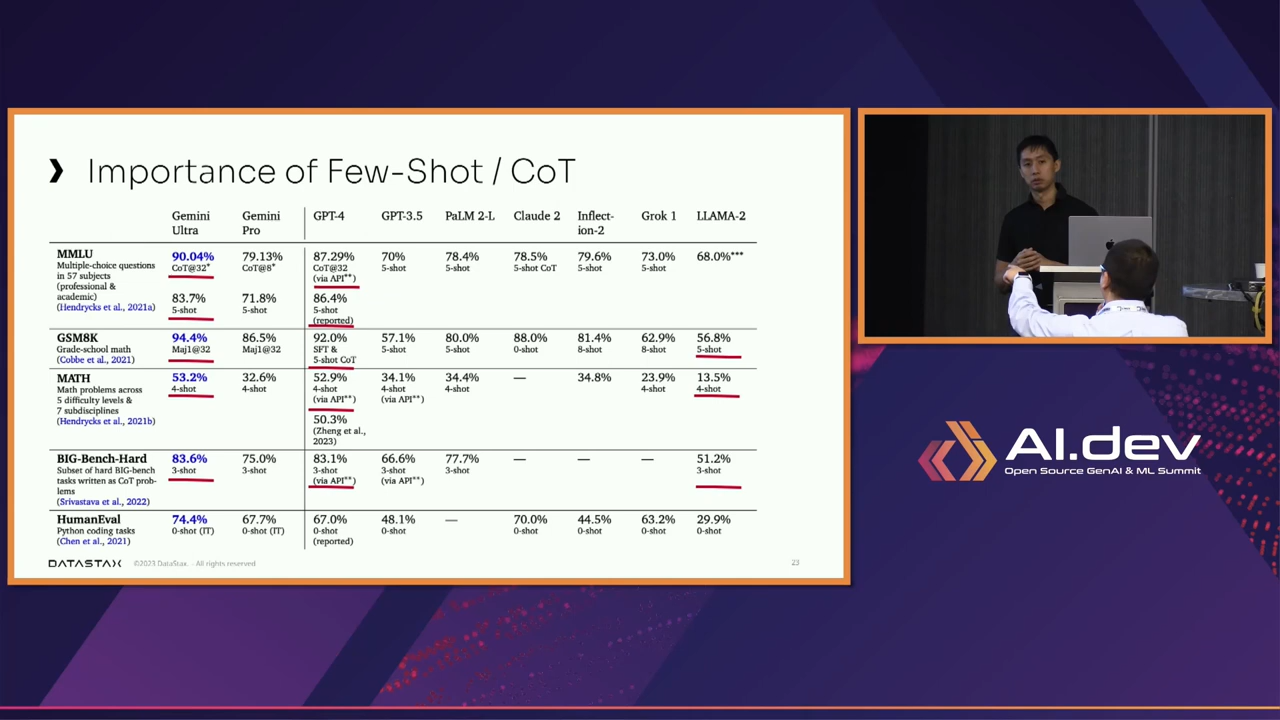 Importance of Few-Shot / CoT
Gemini Ultra
Gemini Pro
GPT-4
GPT-3.5
PaLM 2-L
Claude 2
Inflect-
ion-2
Grok 1
LLAMA-2
MMLU
Multiple-choice questions
in 57 subjects
(professional &
academic)
(Hendrycks et al., 2021a)
90.04%
CoT@32*
83.7%
5-shot
79.13%
CoT@8*
71.8%
5-shot
87.29%
CoT@32
(via API**)
86.4%
5-shot
(reported)
70%
5-shot
78.4%
5-shot
78.5%
5-shot CoT
79.6%
5-shot
73.0%
5-shot
68.0%***
GSM8K
Grade-school math
(Cobbe et al., 2021)
94.4%
Maj1@32
86.5%
Maj1@32
92.0%
SFT &
5-shot CoT
57.1%
5-shot
80.0%
5-shot
88.0%
0-shot
81.4%
8-shot
62.9%
8-shot
56.8%
5-shot
MATH
Math problems across
5 difficulty levels &
7 subdisciplines
(Hendrycks et al., 2021b)
53.2%
4-shot
32.6%
4-shot
52.9%
4-shot
(via API**)
50.3%
(Zheng et al.,
2023)
34.1%
4-shot
(via API**)
34.4%
4-shot
—
34.8%
23.9%
4-shot
13.5%
4-shot
BIG-Bench-Hard
Subset of hard BIG-bench
tasks written as CoT prob-
lems
(Srivastava et al., 2022)
83.6%
3-shot
75.0%
3-shot
83.1%
3-shot
(via API**)
66.6%
3-shot
(via API**)
77.7%
3-shot
—
—
—
51.2%
3-shot
HumanEval
Python coding tasks
(Chen et al., 2021)
74.4%
0-shot (IT)
67.7%
0-shot (IT)
67.0%
0-shot
(reported)
48.1%
0-shot
—
70.0%
0-shot
44.5%
0-shot
63.2%
0-shot
29.9%
0-shot
DATASTAX
©2023 DataStax. - All rights reserved
23
AI.dev
Open Source GenAI & ML Summit